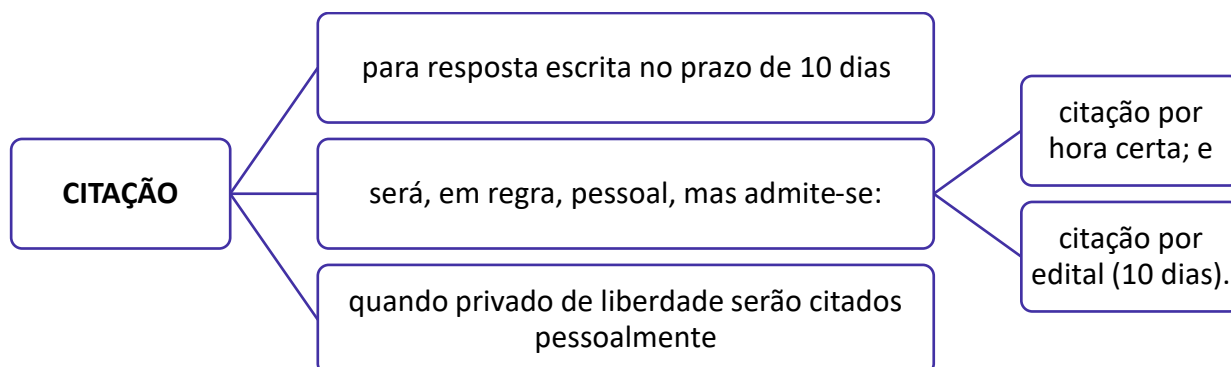 CITAÇÃO
para resposta escrita no prazo de 10 dias
será, em regra, pessoal, mas admite-se:
citação por
hora certa; e
citação por
edital (10 dias).
quando privado de liberdade serão citados
pessoalmente